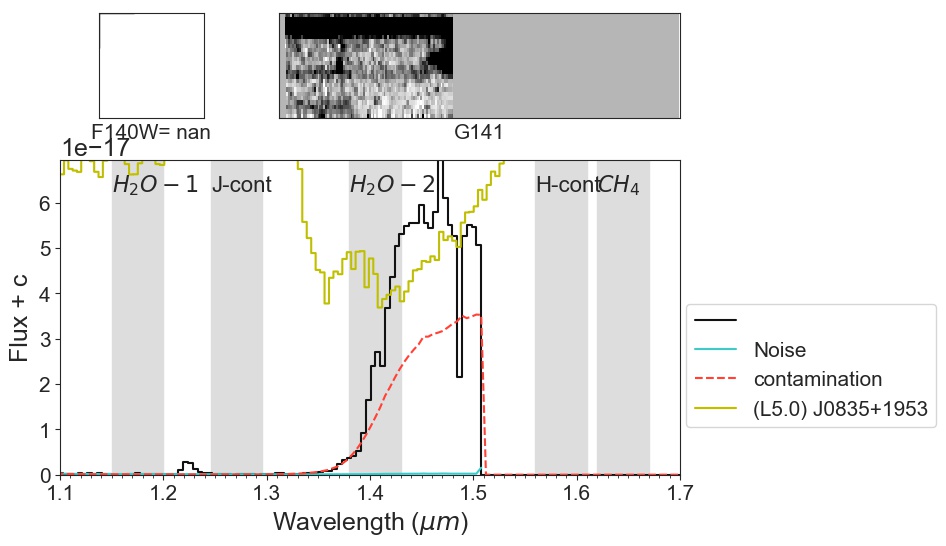 F140W= nan
G141
1e−17
H₂O − 1 J-cont H₂O − 2 H-cont CH₄
6
5
4
3
2
1
0
Flux + c
1.1 1.2 1.3 1.4 1.5 1.6 1.7
Wavelength (μm)
Noise
contamination
(L5.0) J0835+1953